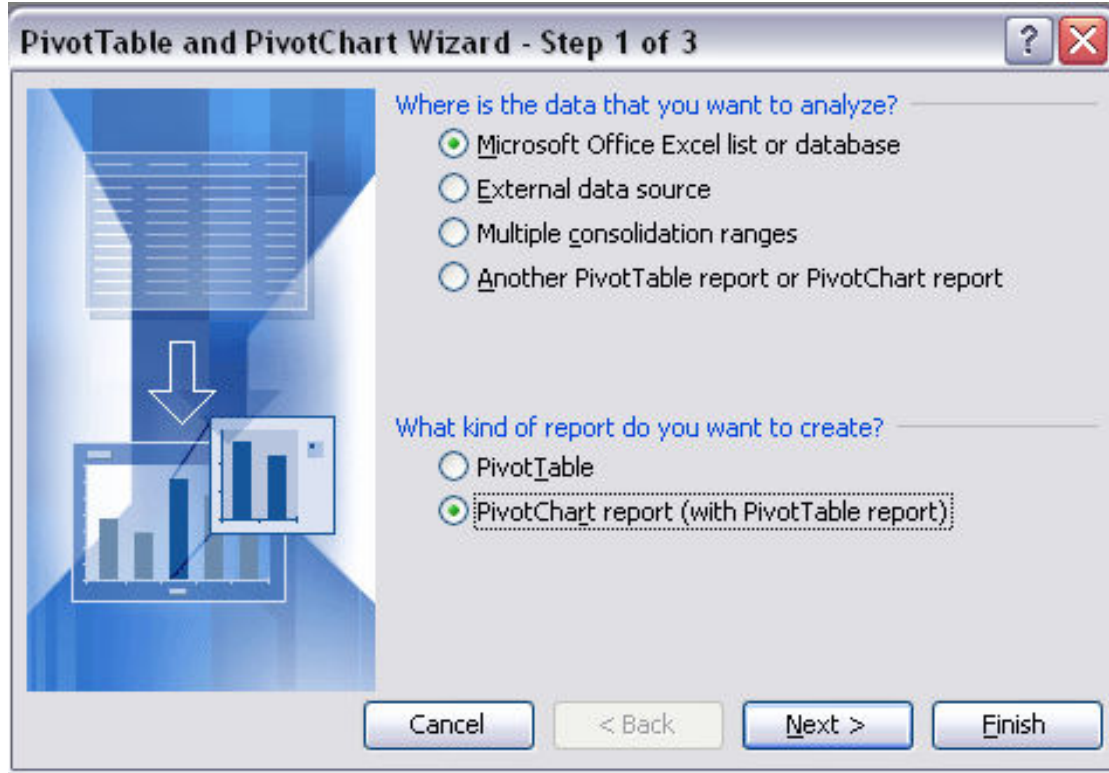 PivotTable and PivotChart Wizard - Step 1 of 3
Where is the data that you want to analyze?
Microsoft Office Excel list or database
External data source
Multiple consolidation ranges
Another PivotTable report or PivotChart report
What kind of report do you want to create?
PivotTable
PivotChart report (with PivotTable report)
Cancel < Back Next > Finish